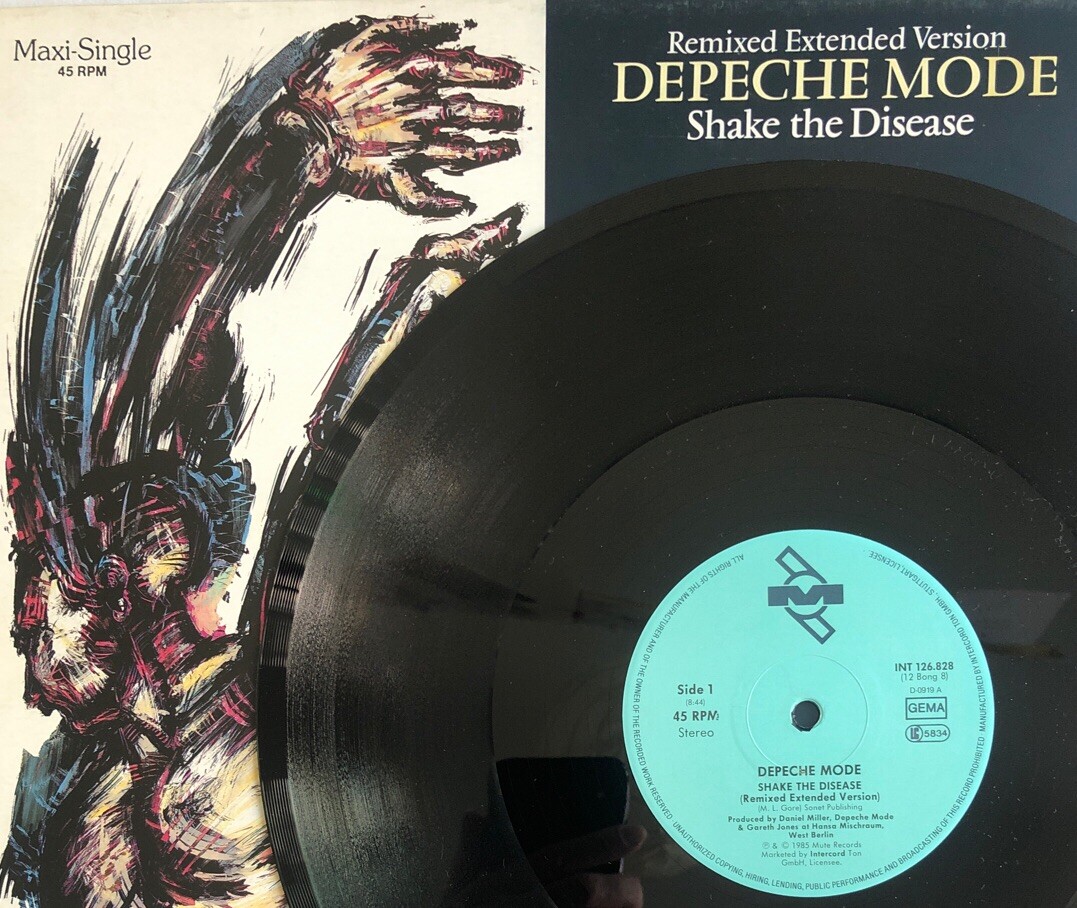 Maxi-Single
45 RPM
Remixed Extended Version
DEPECHE MODE
Shake the Disease
ALL RIGHTS OF THE MANUFACTURER AND OF THE OWNER OF THE RECORDED WORK RESERVED · UNAUTHORIZED COPYING, HIRING, LENDING, PUBLIC PERFORMANCE AND BROADCASTING OF THIS RECORD PROHIBITED · MANUFACTURED BY INTERCORD TON GMBH, STUTTGART, LICENSEE
M
Side 1
(8:44)
45 RPM
Stereo
INT 126.828
(12 Bong 8)
D-0919 A
GEMA
LC 5834
DEPECHE MODE
SHAKE THE DISEASE
(Remixed Extended Version)
(M. L. Gore) Sonet Publishing
Produced by Daniel Miller, Depeche Mode
& Gareth Jones at Hansa Mischraum,
West Berlin
℗ & © 1985 Mute Records
Marketed by Intercord Ton
GmbH, Licensee.